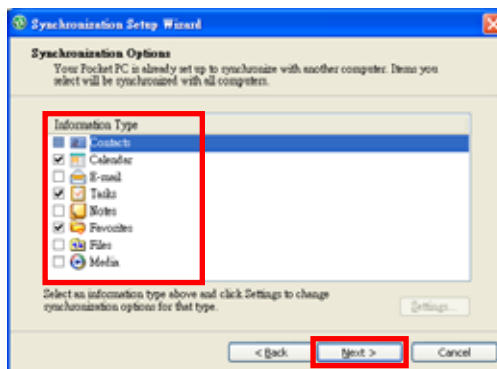 Synchronization Setup Wizard
Synchronization Options
Your Pocket PC is already set up to synchronize with another computer. Items you
select will be synchronized with all computers.
Information Type
Contacts
Calendar
E-mail
Tasks
Notes
Favorites
Files
Media
Select an information type above and click Settings to change
synchronization options for that type.
Settings...
< Back
Next >
Cancel